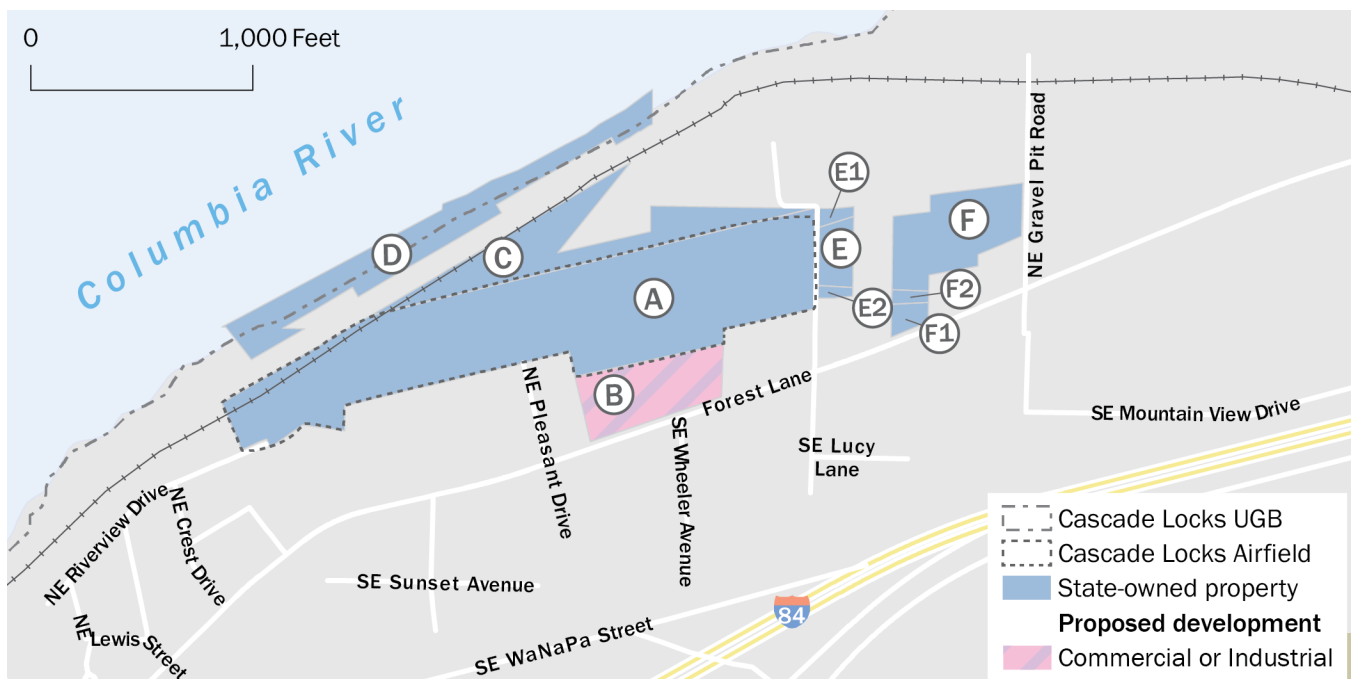 0 1,000 Feet
Columbia River
NE Gravel Pit Road
E1
F
D
C
E
A
F2
E2
F1
B
NE Pleasant Drive
Forest Lane
SE Wheeler Avenue
SE Mountain View Drive
SE Lucy
Lane
NE Riverview Drive
NE Crest Drive
SE Sunset Avenue
NE Lewis Street
SE WaNaPa Street
84
Cascade Locks UGB
Cascade Locks Airfield
State-owned property
Proposed development
Commercial or Industrial